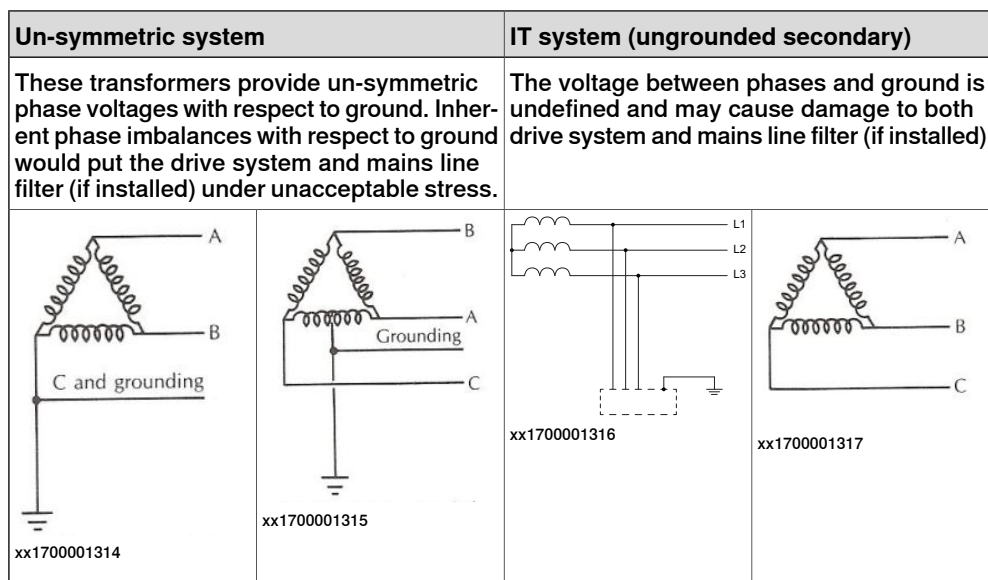 Un-symmetric system
IT system (ungrounded secondary)
These transformers provide un-symmetric
phase voltages with respect to ground. Inher-
ent phase imbalances with respect to ground
would put the drive system and mains line
filter (if installed) under unacceptable stress.
The voltage between phases and ground is
undefined and may cause damage to both
drive system and mains line filter (if installed)
A
B
C and grounding
xx1700001314
B
A
Grounding
C
xx1700001315
L1
L2
L3
xx1700001316
A
B
C
xx1700001317